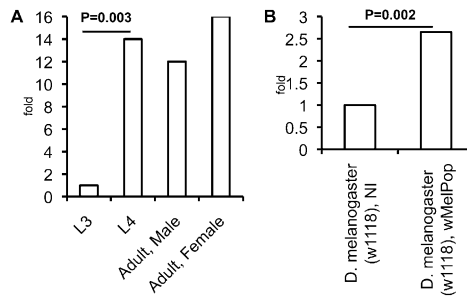 A
P=0.003
fold
16
14
12
10
8
6
4
2
0
L3
L4
Adult, Male
Adult, Female
B
P=0.002
fold
3
2.5
2
1.5
1
0.5
0
D. melanogaster
(w1118), NI
D. melanogaster
(w1118), wMelPop